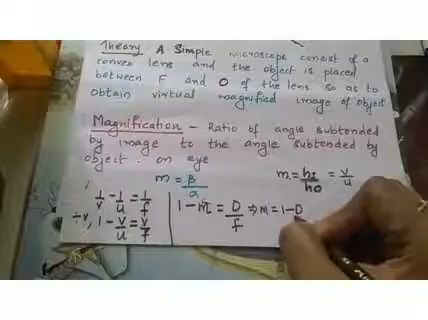 Theory A Simple microscope consist of a
convex lens and the object is placed
between F and O of the lens so as to
obtain virtual magnified image of object
Magnification - Ratio of angle subtended
by image to the angle subtended by
object on eye
m = β/α
m = hI/ho = v/u
1/v - 1/u = 1/f
÷v, 1 - v/u = v/f
1 - m = D/f ⇒ m = 1 - D